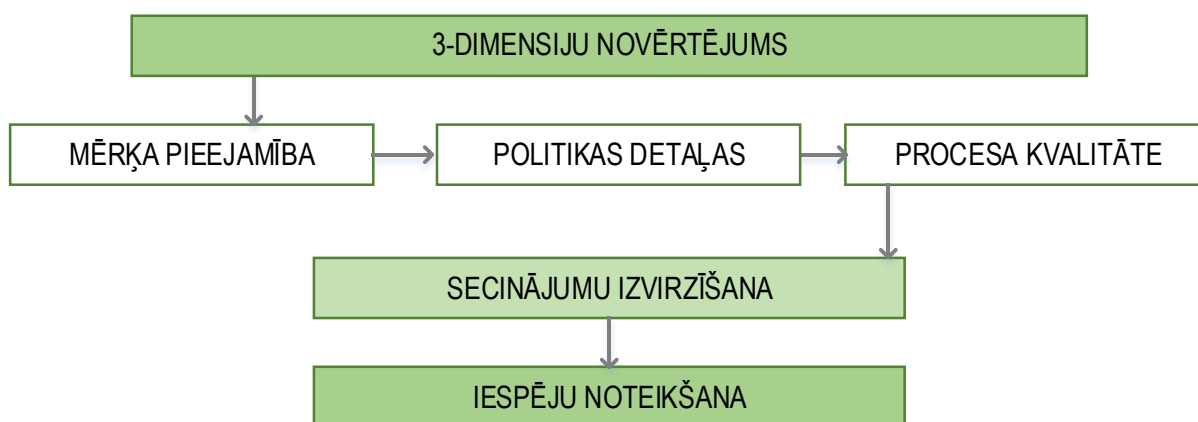 3-DIMENSIJU NOVĒRTĒJUMS
MĒRĶA PIEEJAMĪBA
POLITIKAS DETAĻAS
PROCESA KVALITĀTE
SECINĀJUMU IZVIRZĪŠANA
IESPĒJU NOTEIKŠANA